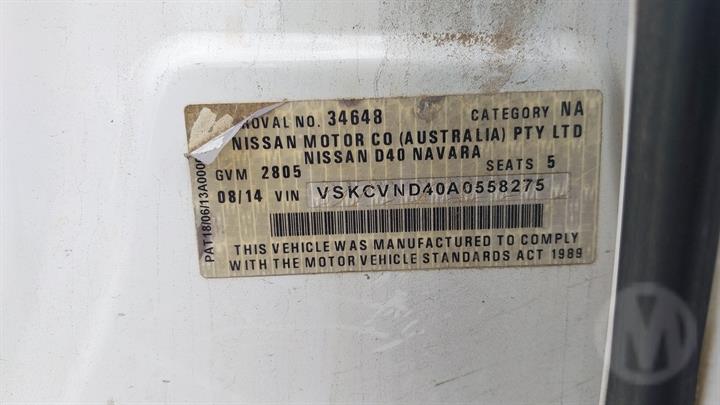 ROVAL NO. 34648 CATEGORY NA
NISSAN MOTOR CO (AUSTRALIA) PTY LTD
NISSAN D40 NAVARA
GVM 2805 SEATS 5
08/14 VIN VSKCVND40A0558275
THIS VEHICLE WAS MANUFACTURED TO COMPLY
WITH THE MOTOR VEHICLE STANDARDS ACT 1989
PAT18/06/13A000
M